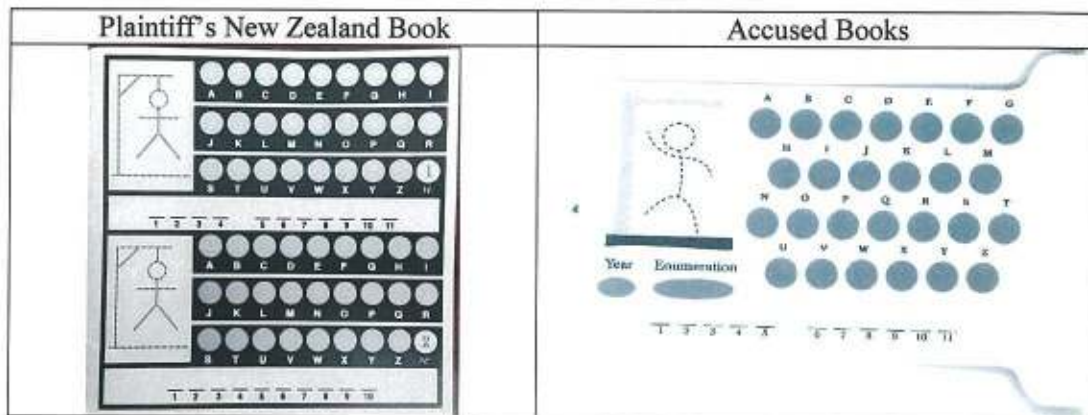 Plaintiff's New Zealand Book
Accused Books
A B C D E F G H I
J K L M N O P Q R
S T U V W X Y Z
1 2 3 4 5 6 7 8 9 10 11
A B C D E F G H I
J K L M N O P Q R
S T U V W X Y Z
1 2 3 4 5 6 7 8 9 10
A B C D E F G
H I J K L M
4
N O P Q R S T
U V W X Y Z
Year Enumeration
1 2 3 4 5 6 7 8 9 10 11